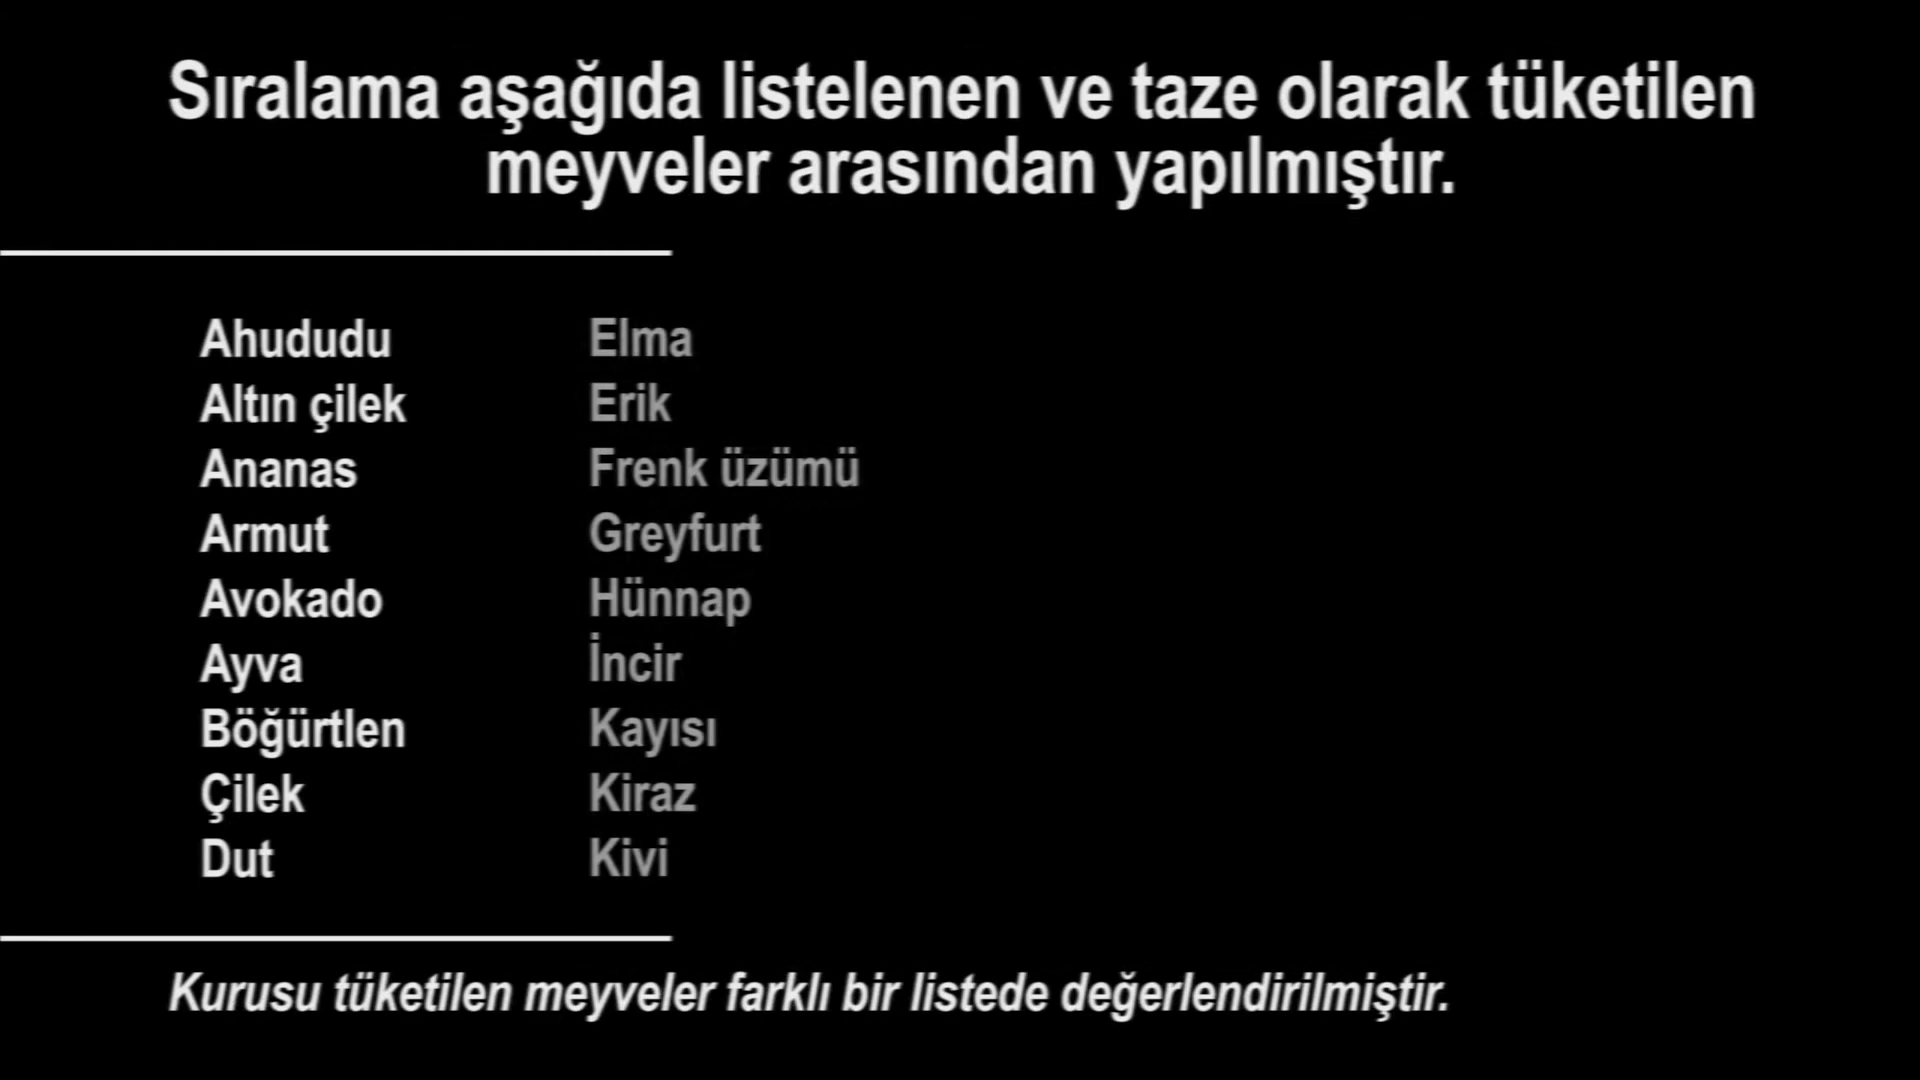 Sıralama aşağıda listelenen ve taze olarak tüketilen
meyveler arasından yapılmıştır.
Ahududu
Altın çilek
Ananas
Armut
Avokado
Ayva
Böğürtlen
Çilek
Dut
Elma
Erik
Frenk üzümü
Greyfurt
Hünnap
İncir
Kayısı
Kiraz
Kivi
Kurusu tüketilen meyveler farklı bir listede değerlendirilmiştir.